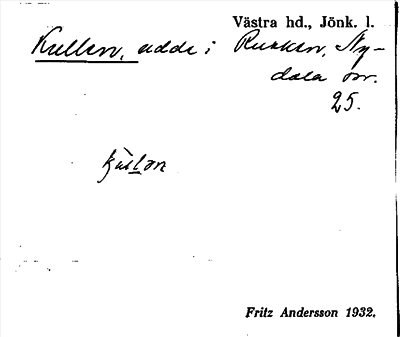 Västra hd., Jönk. l.
Kullen, udde i Rusken, Ny-
dala sn.
25.
Fritz Andersson 1932.